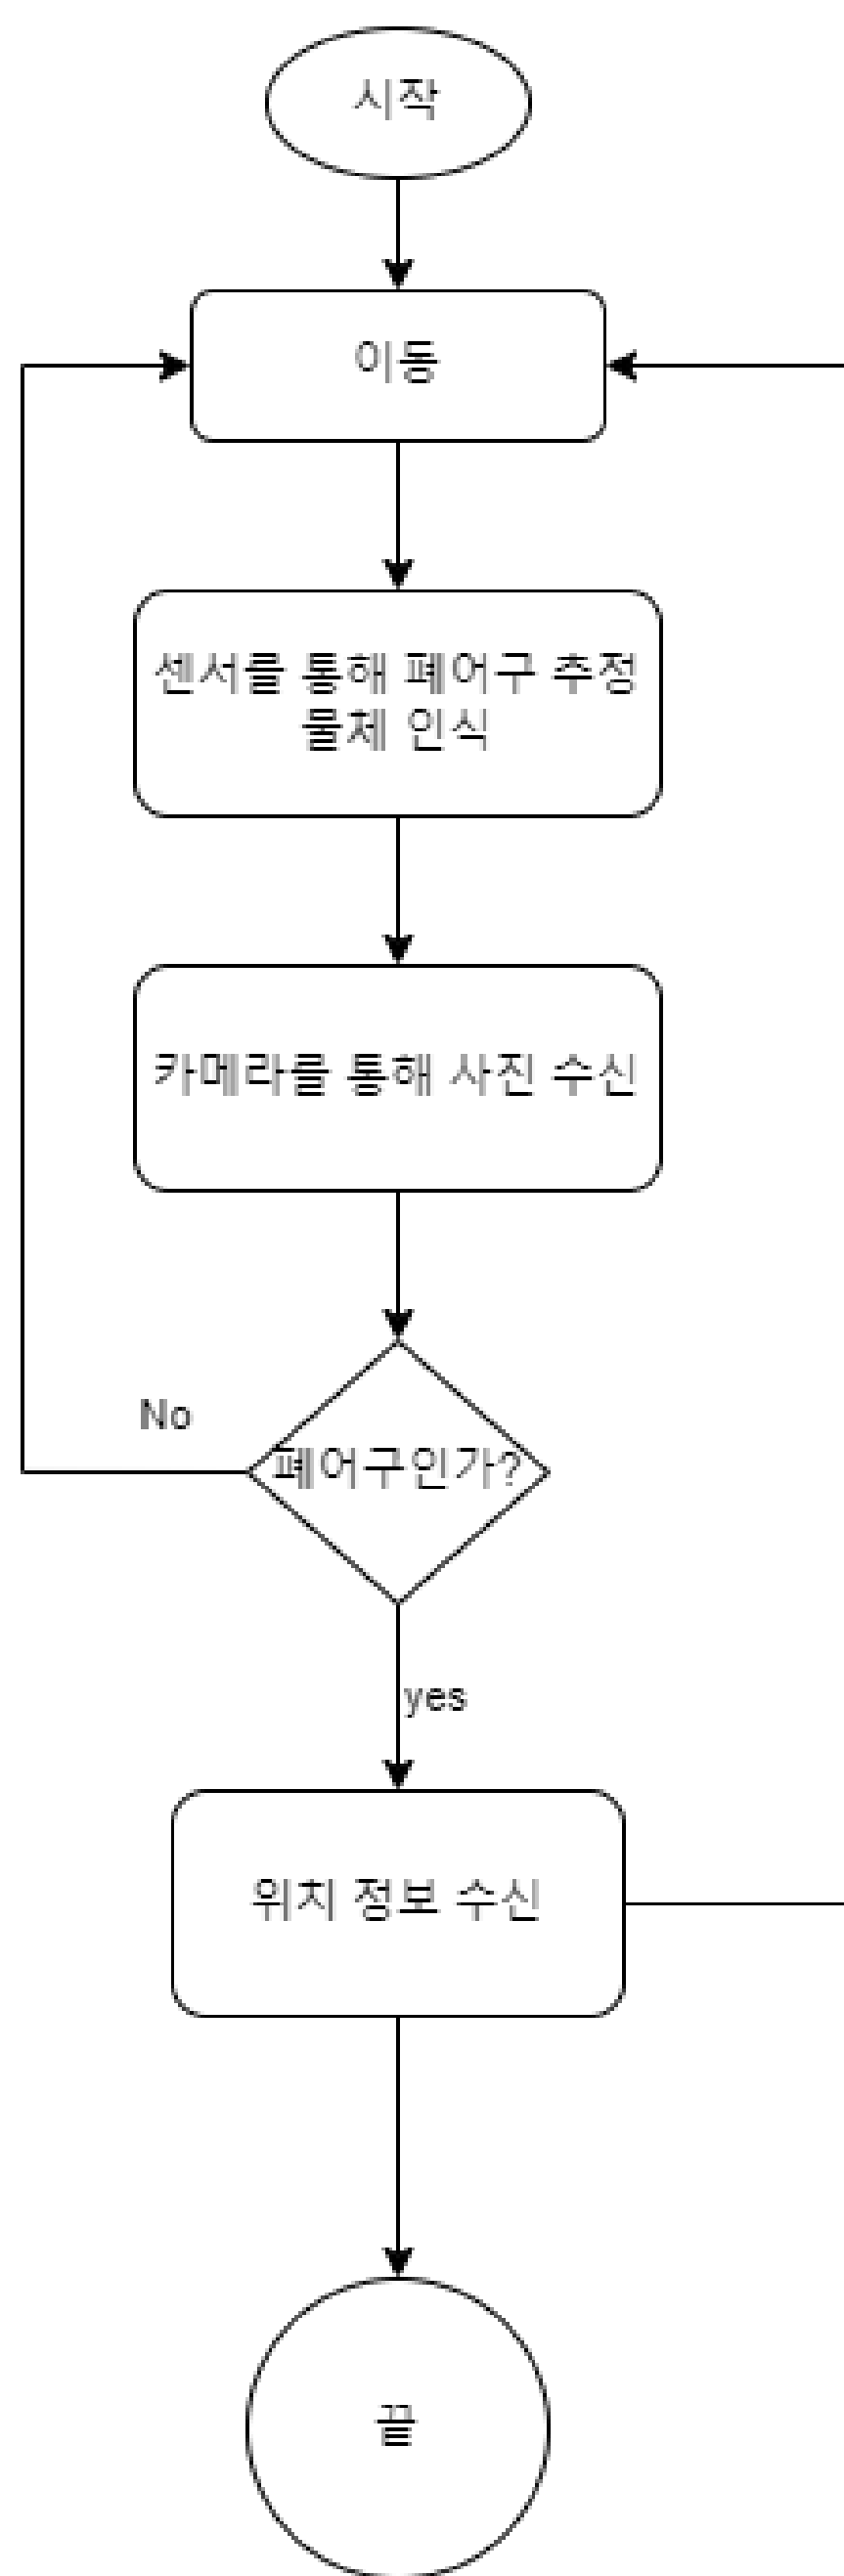 시작
이동
센서를 통해 폐어구 추정
물체 인식
카메라를 통해 사진 수신
No
폐어구인가?
yes
위치 정보 수신
끝